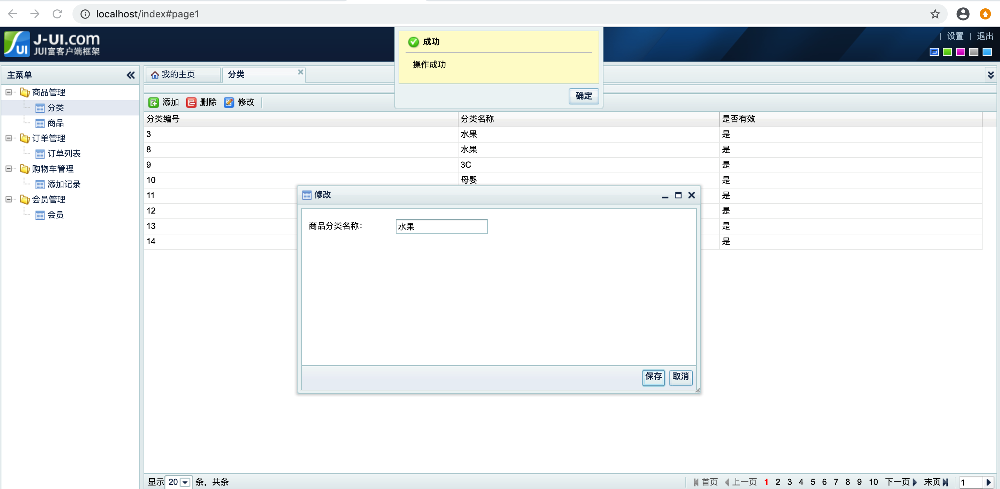 localhost/index#page1
J-UI.com
JUI富客户端框架
| 设置 | 退出
成功
操作成功
确定
主菜单
商品管理
分类
商品
订单管理
订单列表
购物车管理
添加记录
会员管理
会员
我的主页 分类
添加 删除 修改
分类编号 分类名称 是否有效
3 水果 是
8 水果 是
9 3C 是
10 母婴 是
11 是
12 是
13 是
14 是
修改
商品分类名称： 水果
保存 取消
显示 20 条，共条
首页 上一页 1 2 3 4 5 6 7 8 9 10 下一页 末页 1